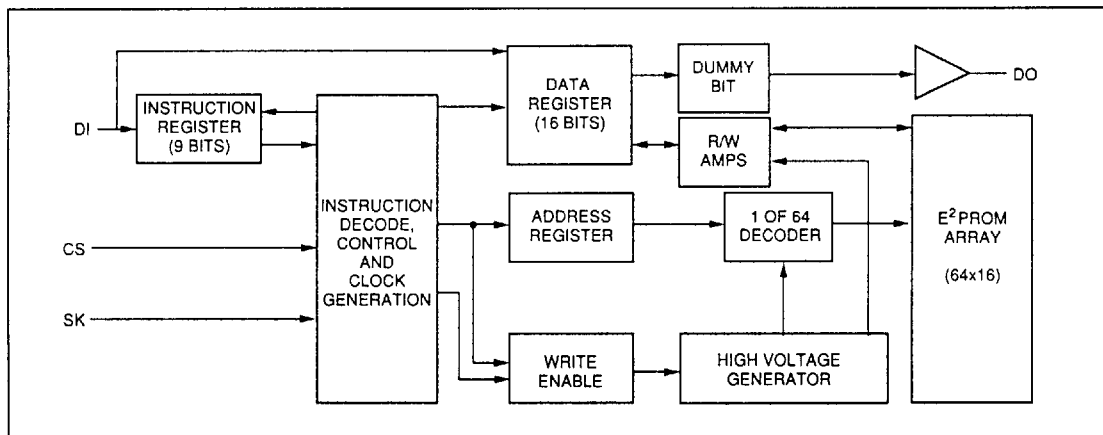 DI
INSTRUCTION
REGISTER
(9 BITS)
DATA
REGISTER
(16 BITS)
DUMMY
BIT
DO
R/W
AMPS
CS
SK
INSTRUCTION
DECODE,
CONTROL
AND
CLOCK
GENERATION
ADDRESS
REGISTER
1 OF 64
DECODER
E²PROM
ARRAY
(64x16)
WRITE
ENABLE
HIGH VOLTAGE
GENERATOR